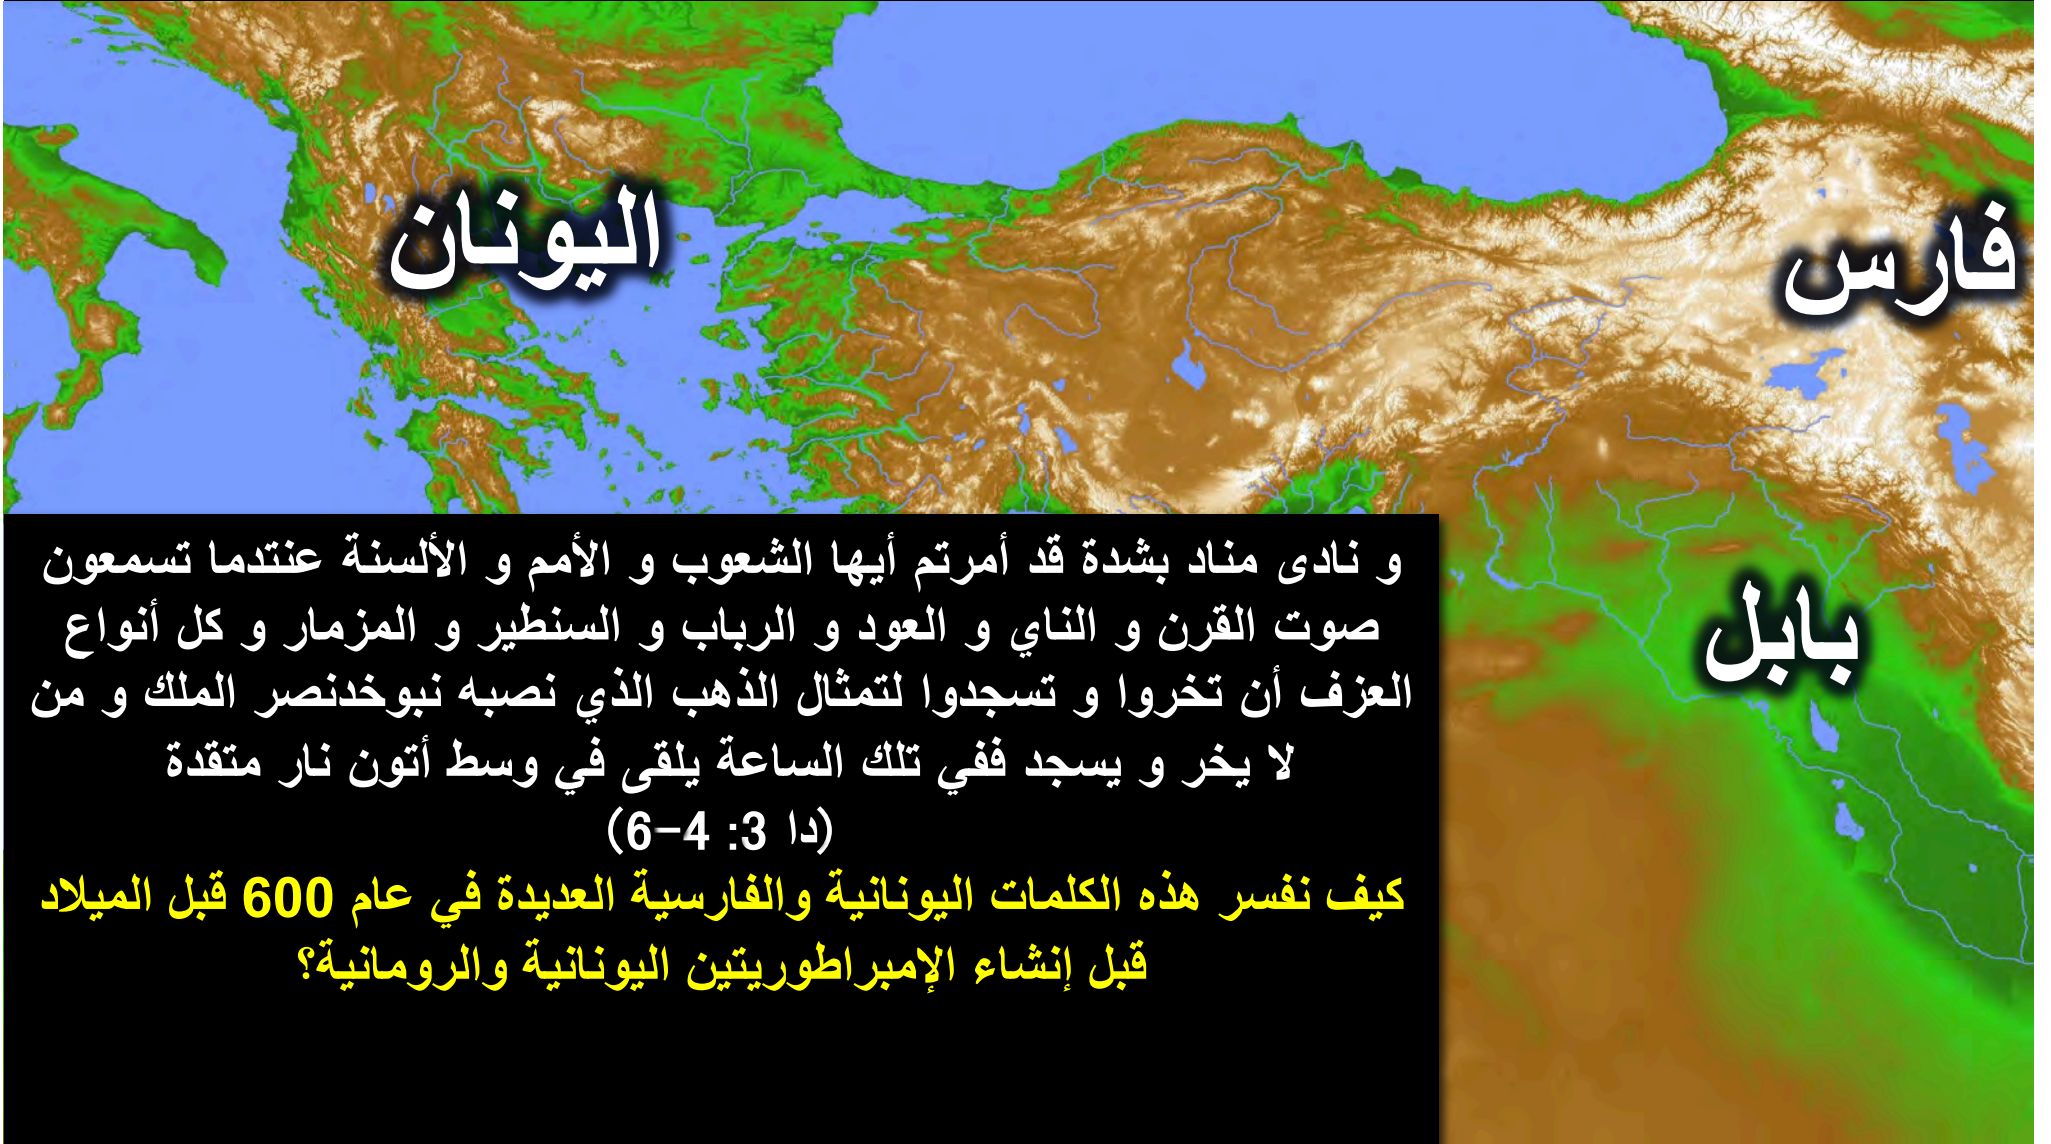 اليونان
فارس
بابل
و نادى مناد بشدة قد أمرتم أيها الشعوب و الأمم و الألسنة عنتدما تسمعون
صوت القرن و الناي و العود و الرباب و السنطير و المزمار و كل أنواع
العزف أن تخروا و تسجدوا لتمثال الذهب الذي نصبه نبوخدنصر الملك و من
لا يخر و يسجد ففي تلك الساعة يلقى في وسط أتون نار متقدة
(دا 3: 4-6)
كيف نفسر هذه الكلمات اليونانية والفارسية العديدة في عام 600 قبل الميلاد
قبل إنشاء الإمبراطوريتين اليونانية والرومانية؟